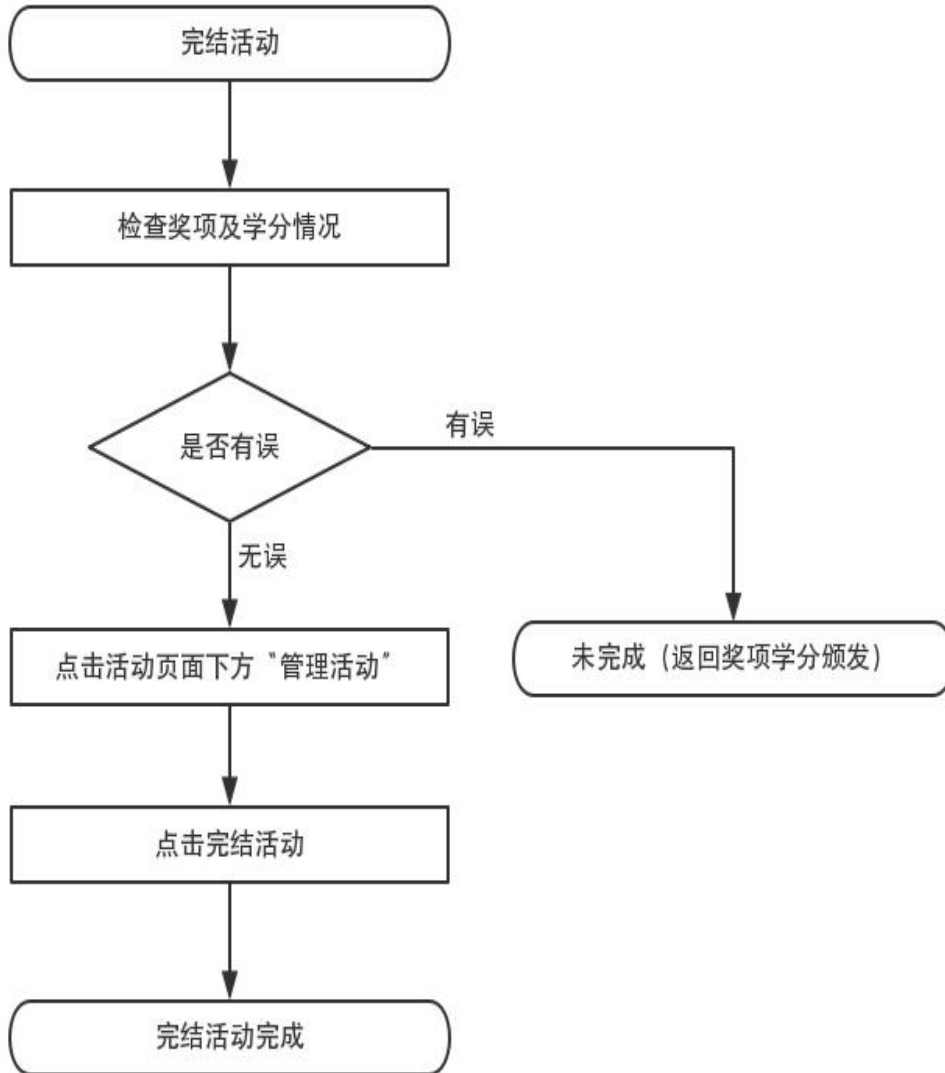 完结活动
检查奖项及学分情况
是否有误
有误
无误
点击活动页面下方“管理活动”
未完成（返回奖项学分颁发）
点击完结活动
完结活动完成